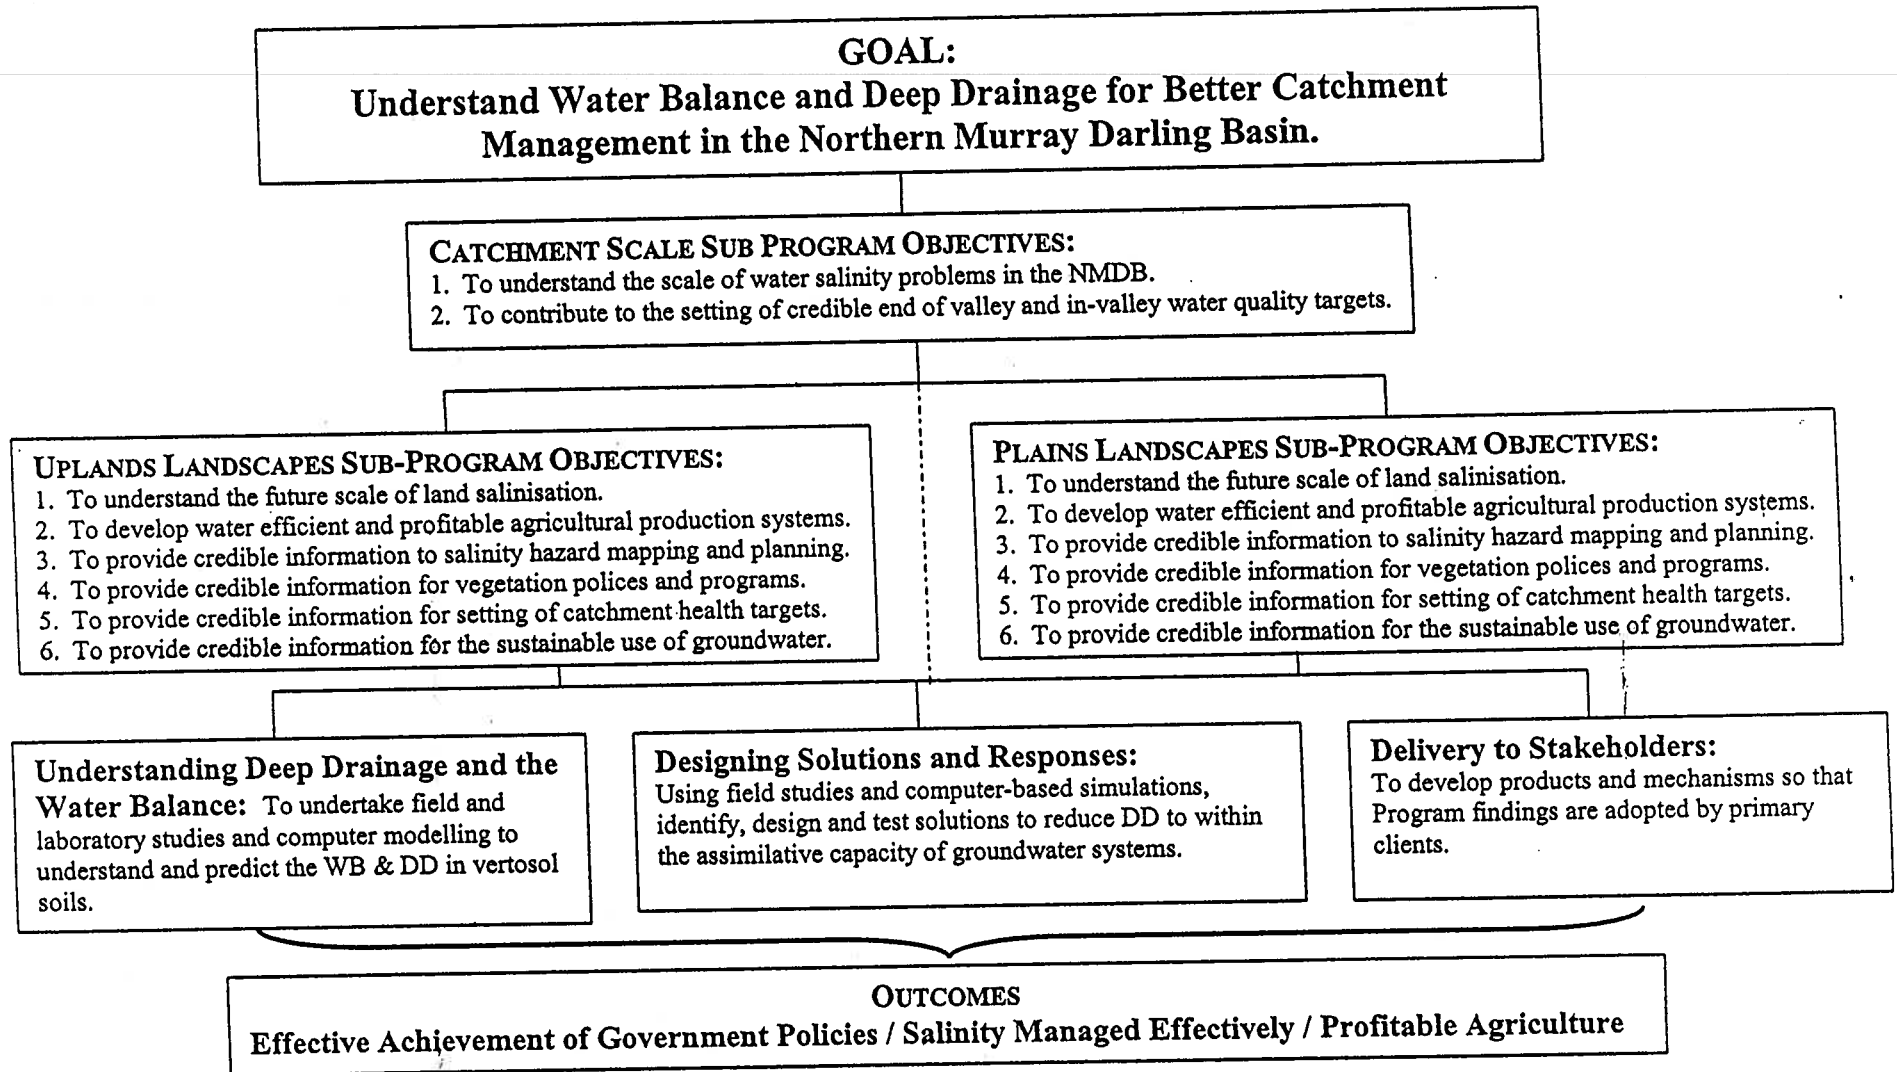 GOAL:
Understand Water Balance and Deep Drainage for Better Catchment
Management in the Northern Murray Darling Basin.
CATCHMENT SCALE SUB PROGRAM OBJECTIVES:
1. To understand the scale of water salinity problems in the NMDB.
2. To contribute to the setting of credible end of valley and in-valley water quality targets.
UPLANDS LANDSCAPES SUB-PROGRAM OBJECTIVES:
1. To understand the future scale of land salinisation.
2. To develop water efficient and profitable agricultural production systems.
3. To provide credible information to salinity hazard mapping and planning.
4. To provide credible information for vegetation polices and programs.
5. To provide credible information for setting of catchment health targets.
6. To provide credible information for the sustainable use of groundwater.
PLAINS LANDSCAPES SUB-PROGRAM OBJECTIVES:
1. To understand the future scale of land salinisation.
2. To develop water efficient and profitable agricultural production systems.
3. To provide credible information to salinity hazard mapping and planning.
4. To provide credible information for vegetation polices and programs.
5. To provide credible information for setting of catchment health targets.
6. To provide credible information for the sustainable use of groundwater.
Understanding Deep Drainage and the
Water Balance: To undertake field and
laboratory studies and computer modelling to
understand and predict the WB & DD in vertosol
soils.
Designing Solutions and Responses:
Using field studies and computer-based simulations,
identify, design and test solutions to reduce DD to within
the assimilative capacity of groundwater systems.
Delivery to Stakeholders:
To develop products and mechanisms so that
Program findings are adopted by primary
clients.
OUTCOMES
Effective Achievement of Government Policies / Salinity Managed Effectively / Profitable Agriculture